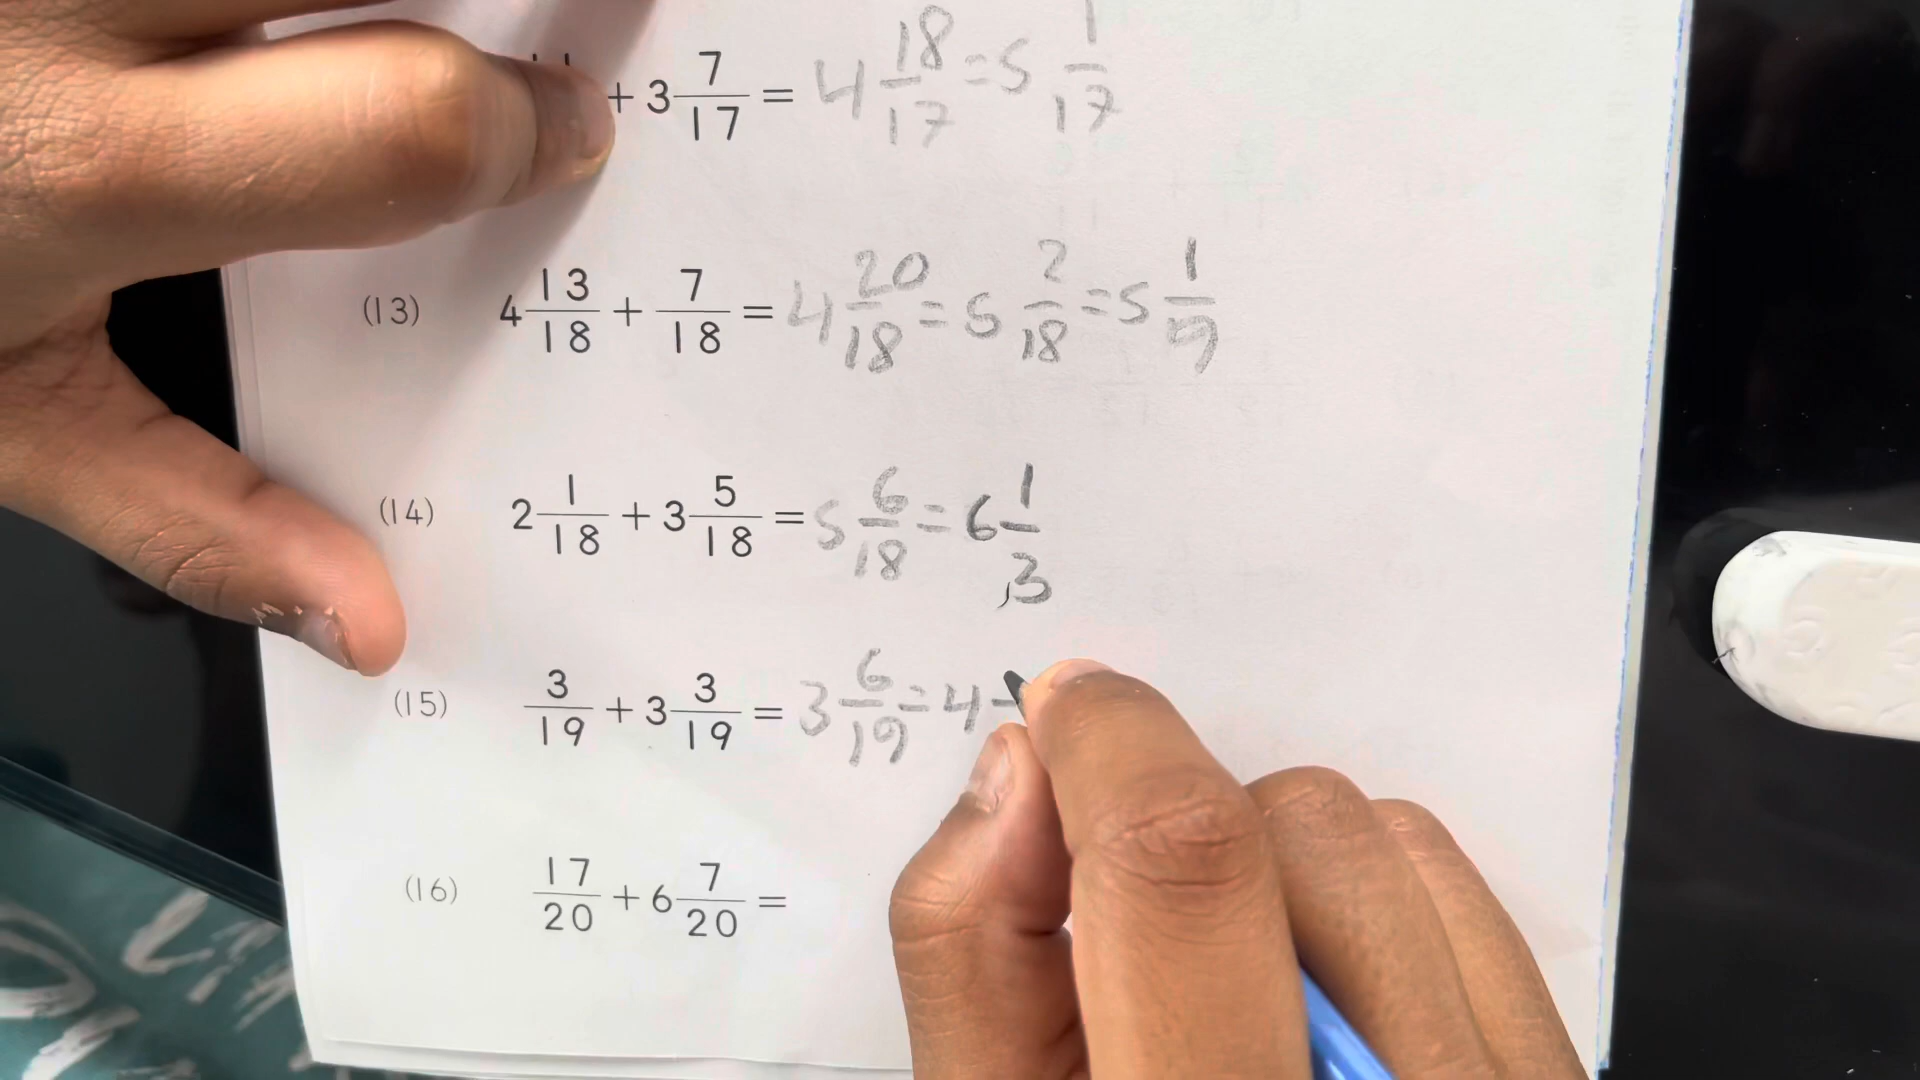 + 3 7/17 = 4 18/17 = 5 1/17
(13) 4 13/18 + 7/18 = 4 20/18 = 5 2/18 = 5 1/9
(14) 2 1/18 + 3 5/18 = 5 6/18 = 6 1/3
(15) 3/19 + 3 3/19 = 3 6/19 = 4
(16) 17/20 + 6 7/20 =